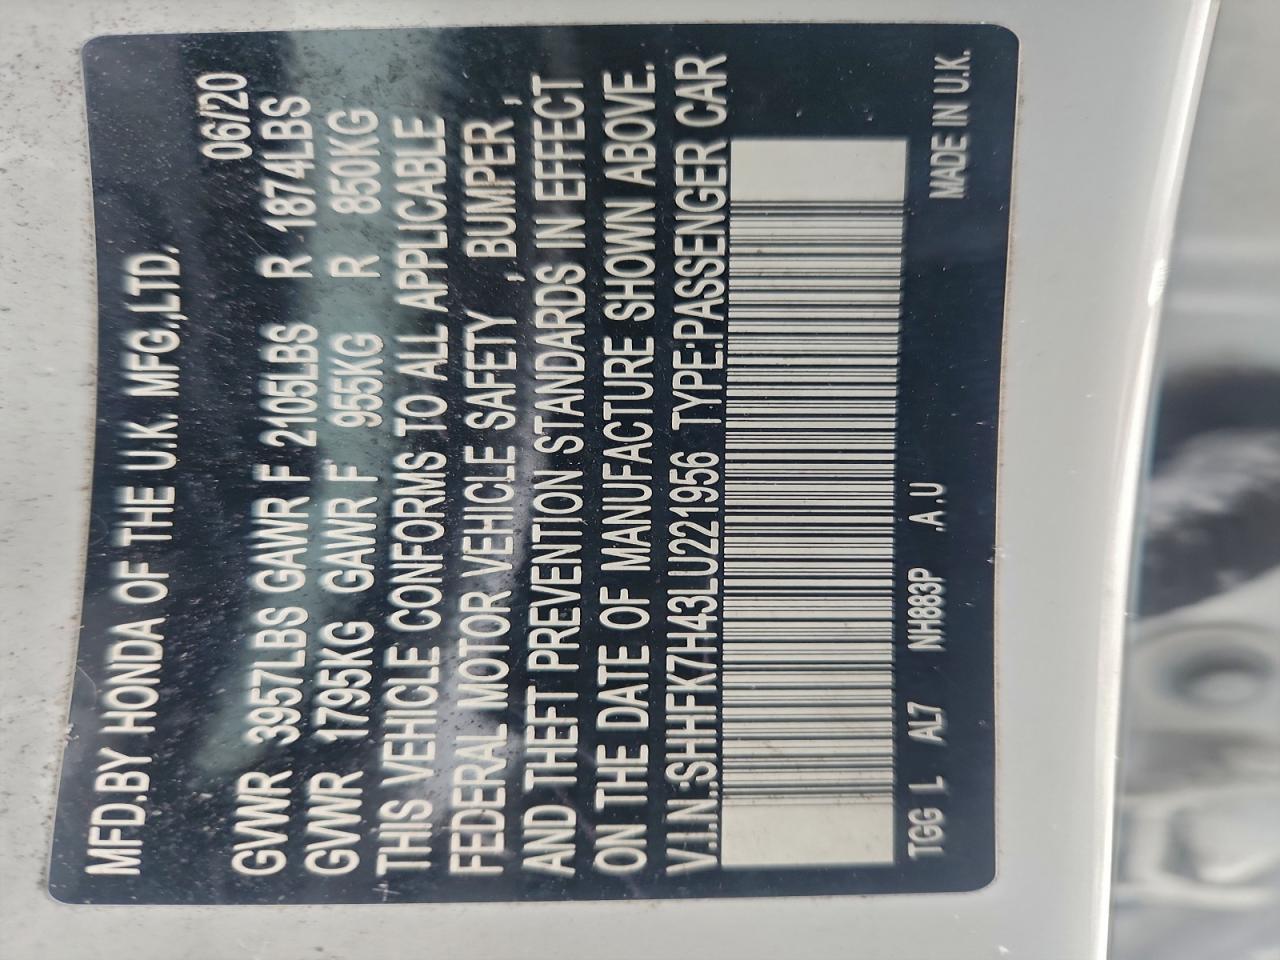 MFD.BY HONDA OF THE U.K. MFG.,LTD.
06/20
GVWR 3957LBS GAWR F 2105LBS R 1874LBS
GVWR 1795KG GAWR F 955KG R 850KG
THIS VEHICLE CONFORMS TO ALL APPLICABLE
FEDERAL MOTOR VEHICLE SAFETY , BUMPER ,
AND THEFT PREVENTION STANDARDS IN EFFECT
ON THE DATE OF MANUFACTURE SHOWN ABOVE.
V.I.N.:SHHFK7H43LU221956 TYPE:PASSENGER CAR
TGG L AL7 NH883P A.U MADE IN U.K.